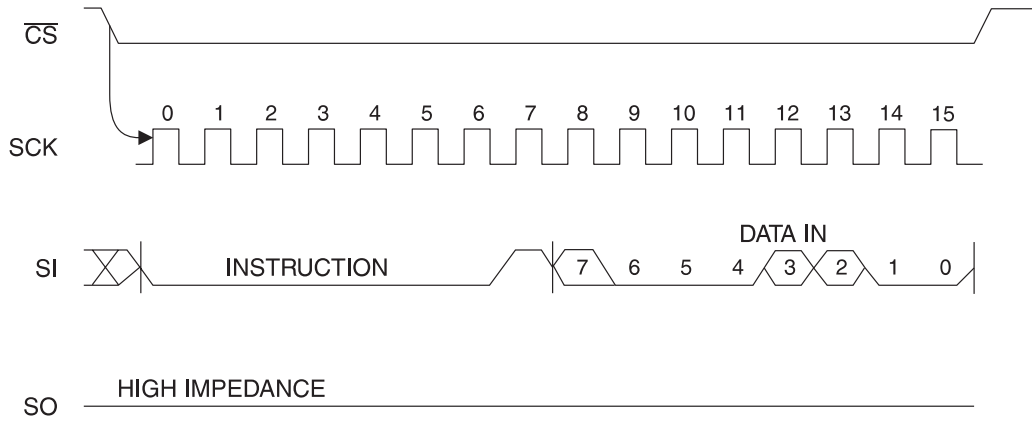 CS
0 1 2 3 4 5 6 7 8 9 10 11 12 13 14 15
SCK
DATA IN
SI INSTRUCTION 7 6 5 4 3 2 1 0
HIGH IMPEDANCE
SO